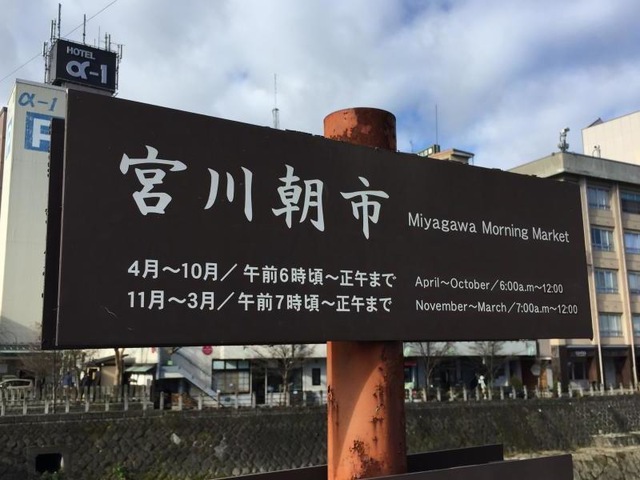 HOTEL
α-1
α-1
P
宮川朝市 Miyagawa Morning Market
4月～10月／午前6時頃～正午まで April～October／6:00a.m～12:00
11月～3月／午前7時頃～正午まで November～March／7:00a.m～12:00